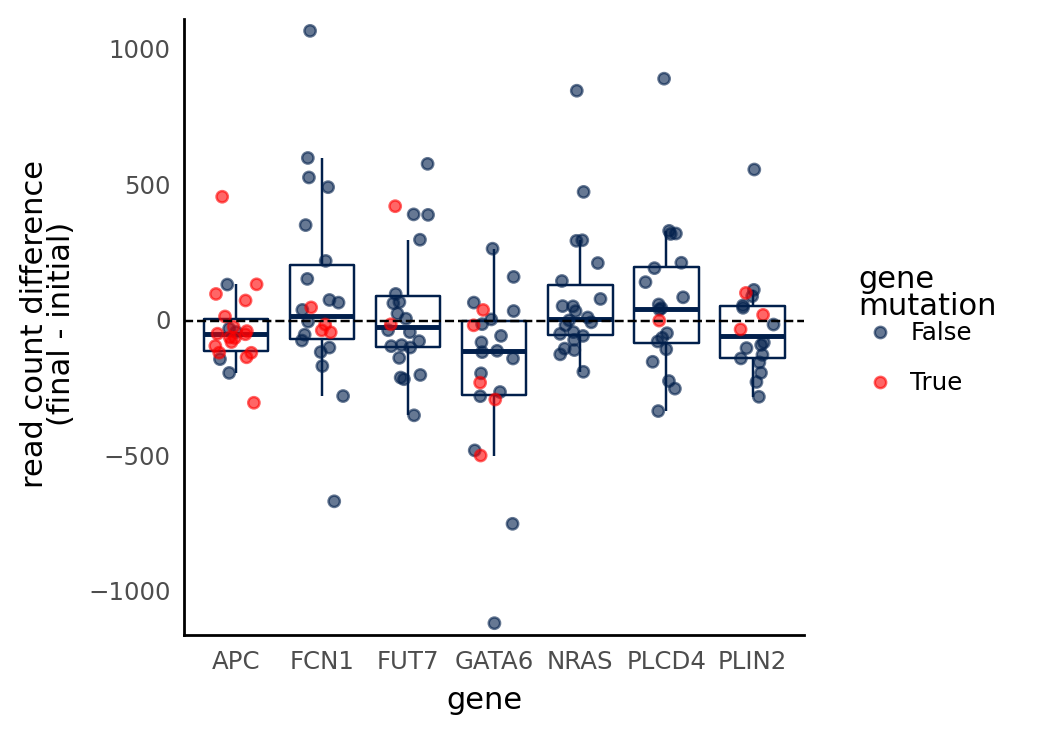 1000
500
0
−500
−1000
read count difference
(final - initial)
APC FCN1 FUT7 GATA6 NRAS PLCD4 PLIN2
gene
gene
mutation
False
True